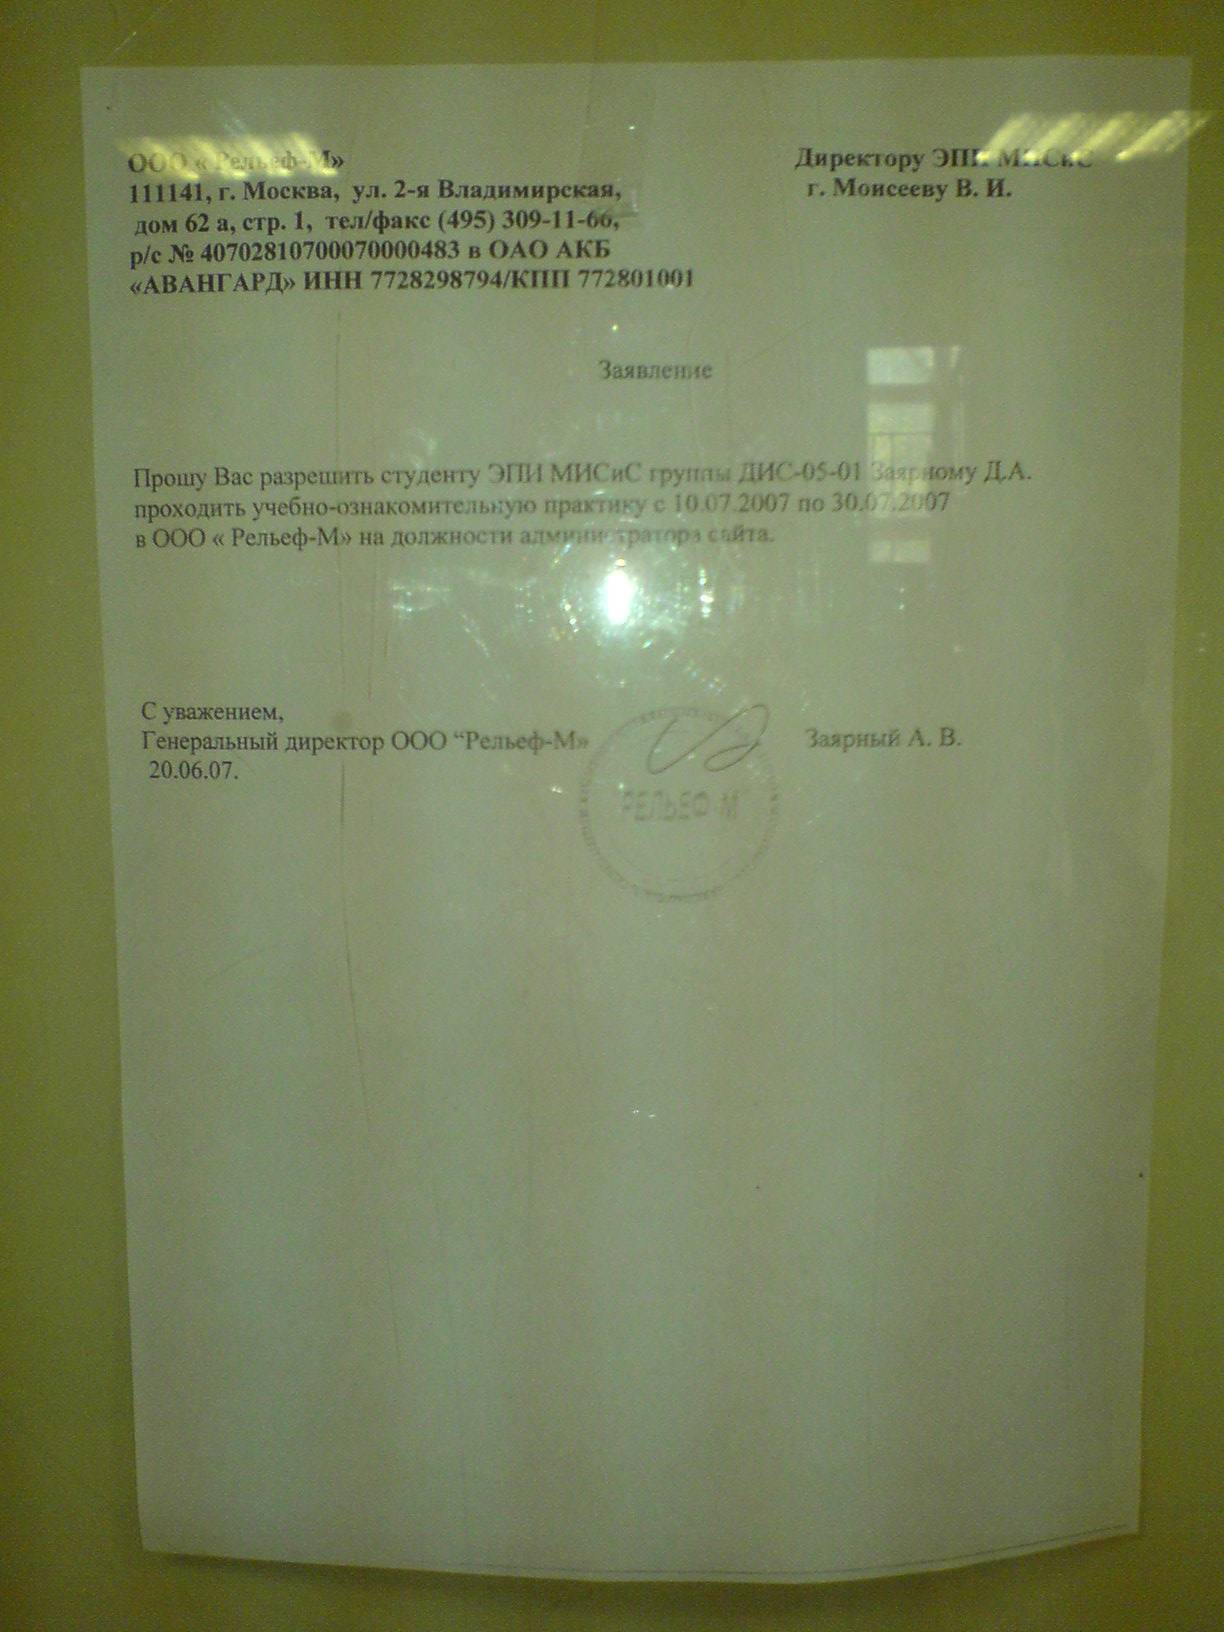 ООО « Рельеф-М»
111141, г. Москва, ул. 2-я Владимирская,
дом 62 а, стр. 1, тел/факс (495) 309-11-66,
р/с № 40702810700070000483 в ОАО АКБ
«АВАНГАРД» ИНН 7728298794/КПП 772801001
Директору ЭПИ МИСиС
г. Моисееву В. И.
Заявление
Прошу Вас разрешить студенту ЭПИ МИСиС группы ДИС-05-01 Заярному Д.А.
проходить учебно-ознакомительную практику с 10.07.2007 по 30.07.2007
в ООО « Рельеф-М» на должности администратора сайта.
С уважением,
Генеральный директор ООО “Рельеф-М»
Заярный А. В.
20.06.07.
"РЕЛЬЕФ-М"